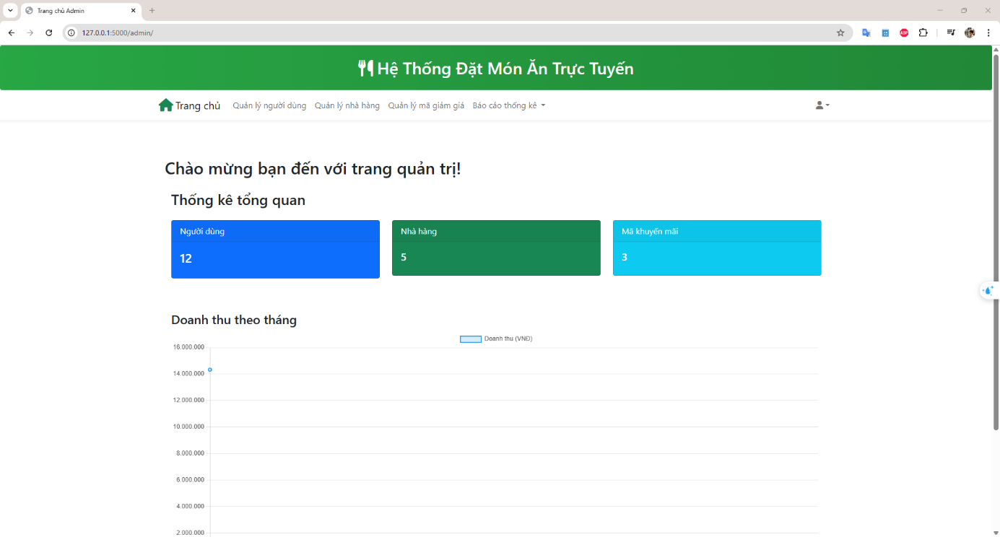 Trang chủ Admin
127.0.0.1:5000/admin/
ABP
Hệ Thống Đặt Món Ăn Trực Tuyến
Trang chủ Quản lý người dùng Quản lý nhà hàng Quản lý mã giảm giá Báo cáo thống kê
Chào mừng bạn đến với trang quản trị!
Thống kê tổng quan
Người dùng
12
Nhà hàng
5
Mã khuyến mãi
3
Doanh thu theo tháng
Doanh thu (VNĐ)
16.000.000
14.000.000
12.000.000
10.000.000
8.000.000
6.000.000
4.000.000
2.000.000